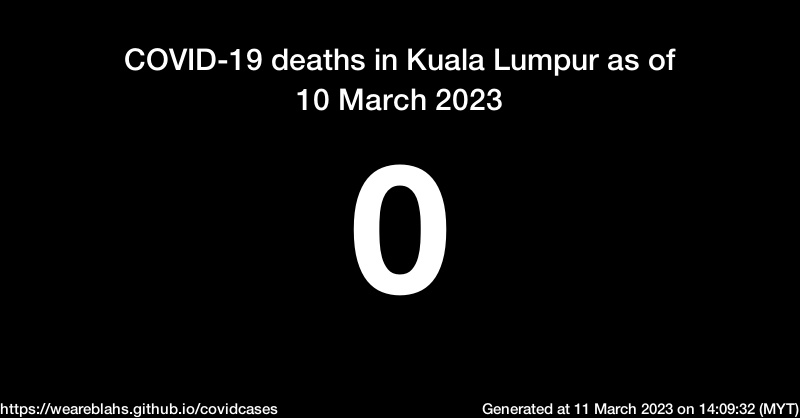 COVID-19 deaths in Kuala Lumpur as of
10 March 2023
0
https://weareblahs.github.io/covidcases
Generated at 11 March 2023 on 14:09:32 (MYT)